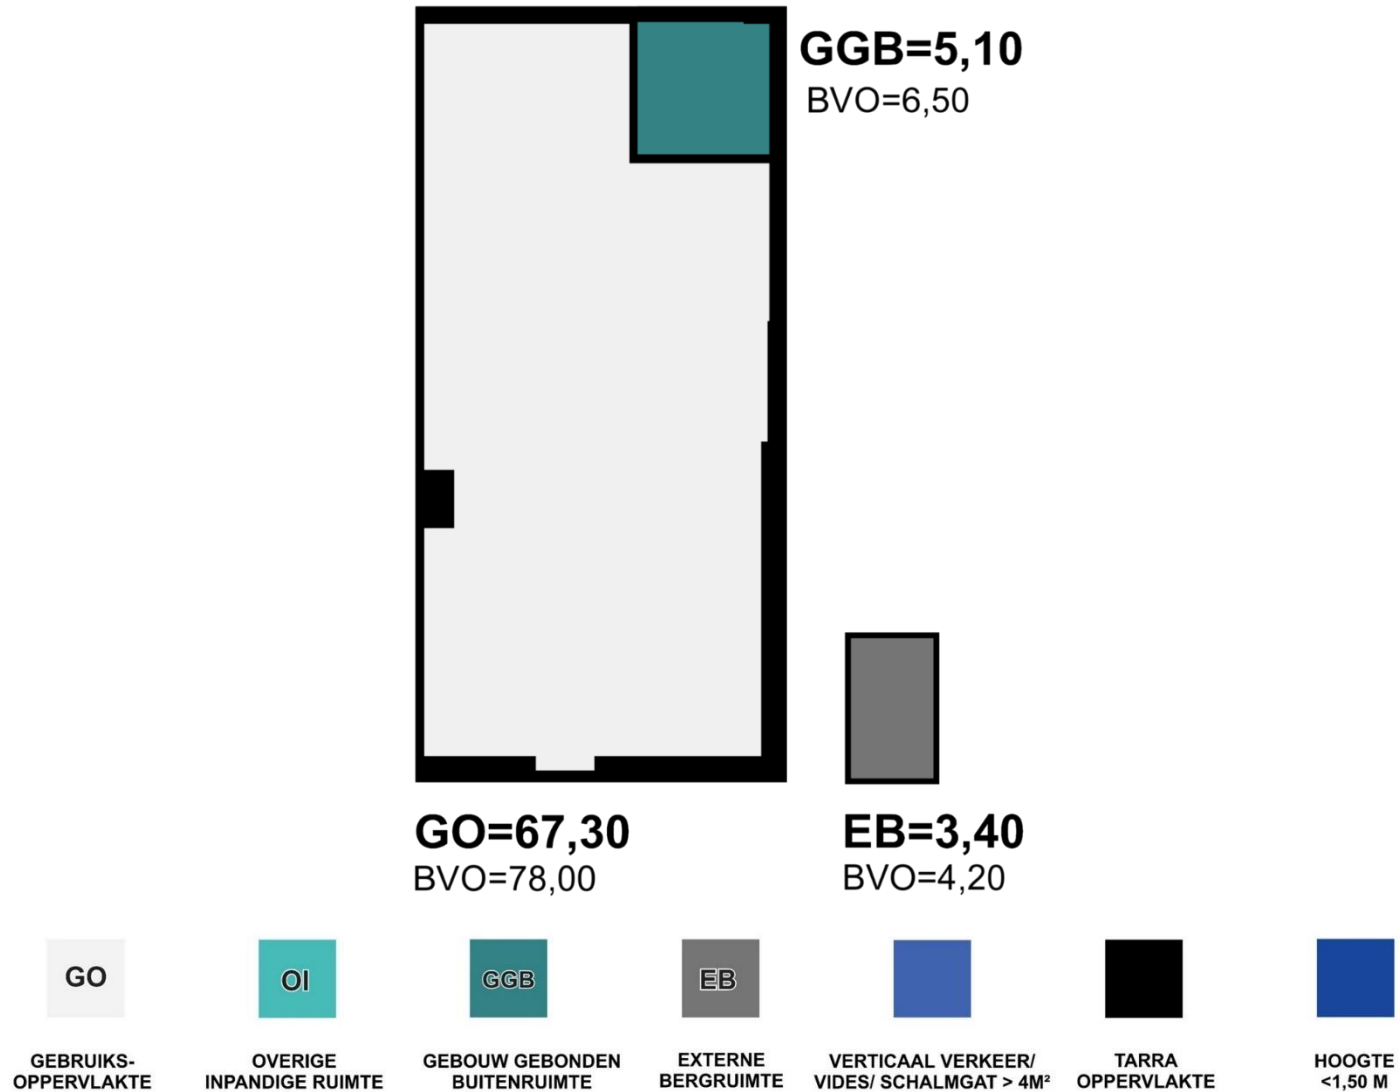 GGB=5,10
BVO=6,50
GO=67,30
BVO=78,00
EB=3,40
BVO=4,20
GO
OI
GGB
EB
GEBRUIKS-
OPPERVLAKTE
OVERIGE
INPANDIGE RUIMTE
GEBOUW GEBONDEN
BUITENRUIMTE
EXTERNE
BERGRUIMTE
VERTICAAL VERKEER/
VIDES/ SCHALMGAT > 4M²
TARRA
OPPERVLAKTE
HOOGTE
<1,50 M